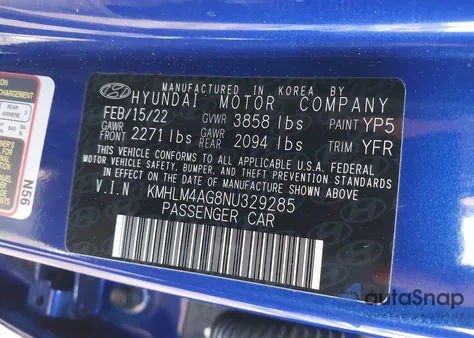 MANUFACTURED IN KOREA BY
HYUNDAI MOTOR COMPANY
FEB/15/22 GVWR 3858 lbs PAINT YP5
GAWR FRONT 2271 lbs GAWR REAR 2094 lbs TRIM YFR
THIS VEHICLE CONFORMS TO ALL APPLICABLE U.S.A. FEDERAL
MOTOR VEHICLE SAFETY, BUMPER, AND THEFT PREVENTION STANDARDS
IN EFFECT ON THE DATE OF MANUFACTURE SHOWN ABOVE.
V.I.N KMHLM4AG8NU329285
PASSENGER CAR
N56
autoSnap